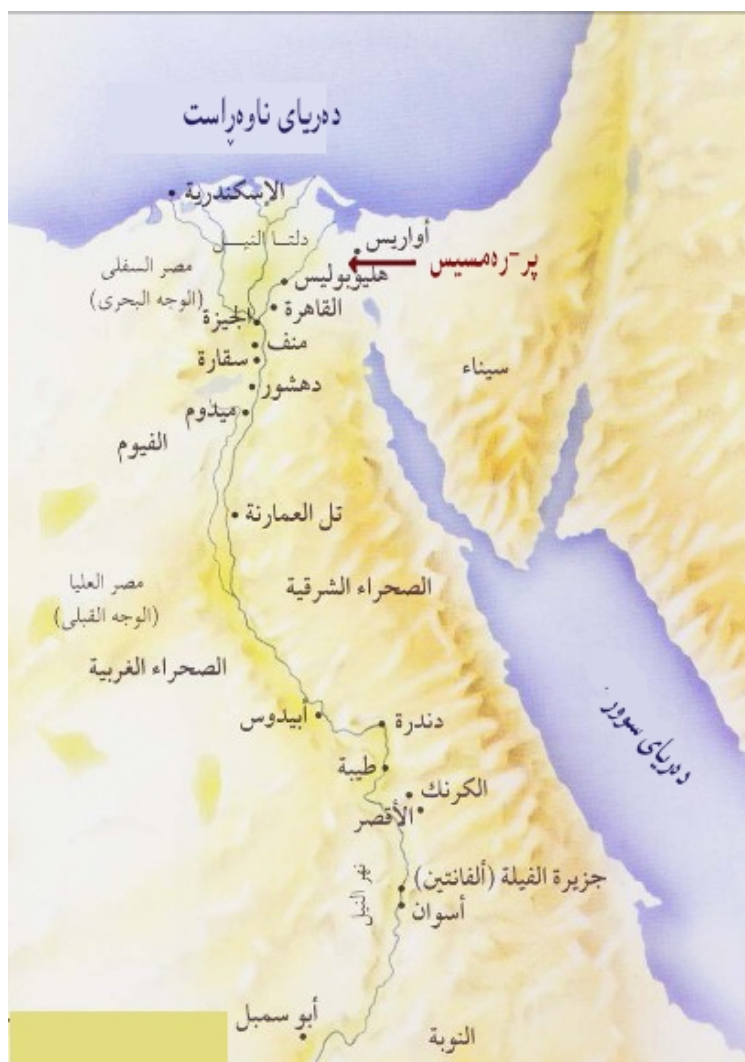 دەریای ناوەڕاست
الإسكندرية
دلتا النيل
أواريس
پر-رەمسیس
هليوبوليس
مصر السفلى
(الوجه البحرى)
القاهرة
الجيزة
منف
سقارة
سيناء
دهشور
ميدوم
الفيوم
تل العمارنة
مصر العليا
(الوجه القبلى)
الصحراء الشرقية
الصحراء الغربية
أبيدوس
دندرة
دەریای سوور
طيبة
الكرنك
الأقصر
جزيرة الفيلة (ألفانتين)
نهر النيل
أسوان
أبو سمبل
النوبة